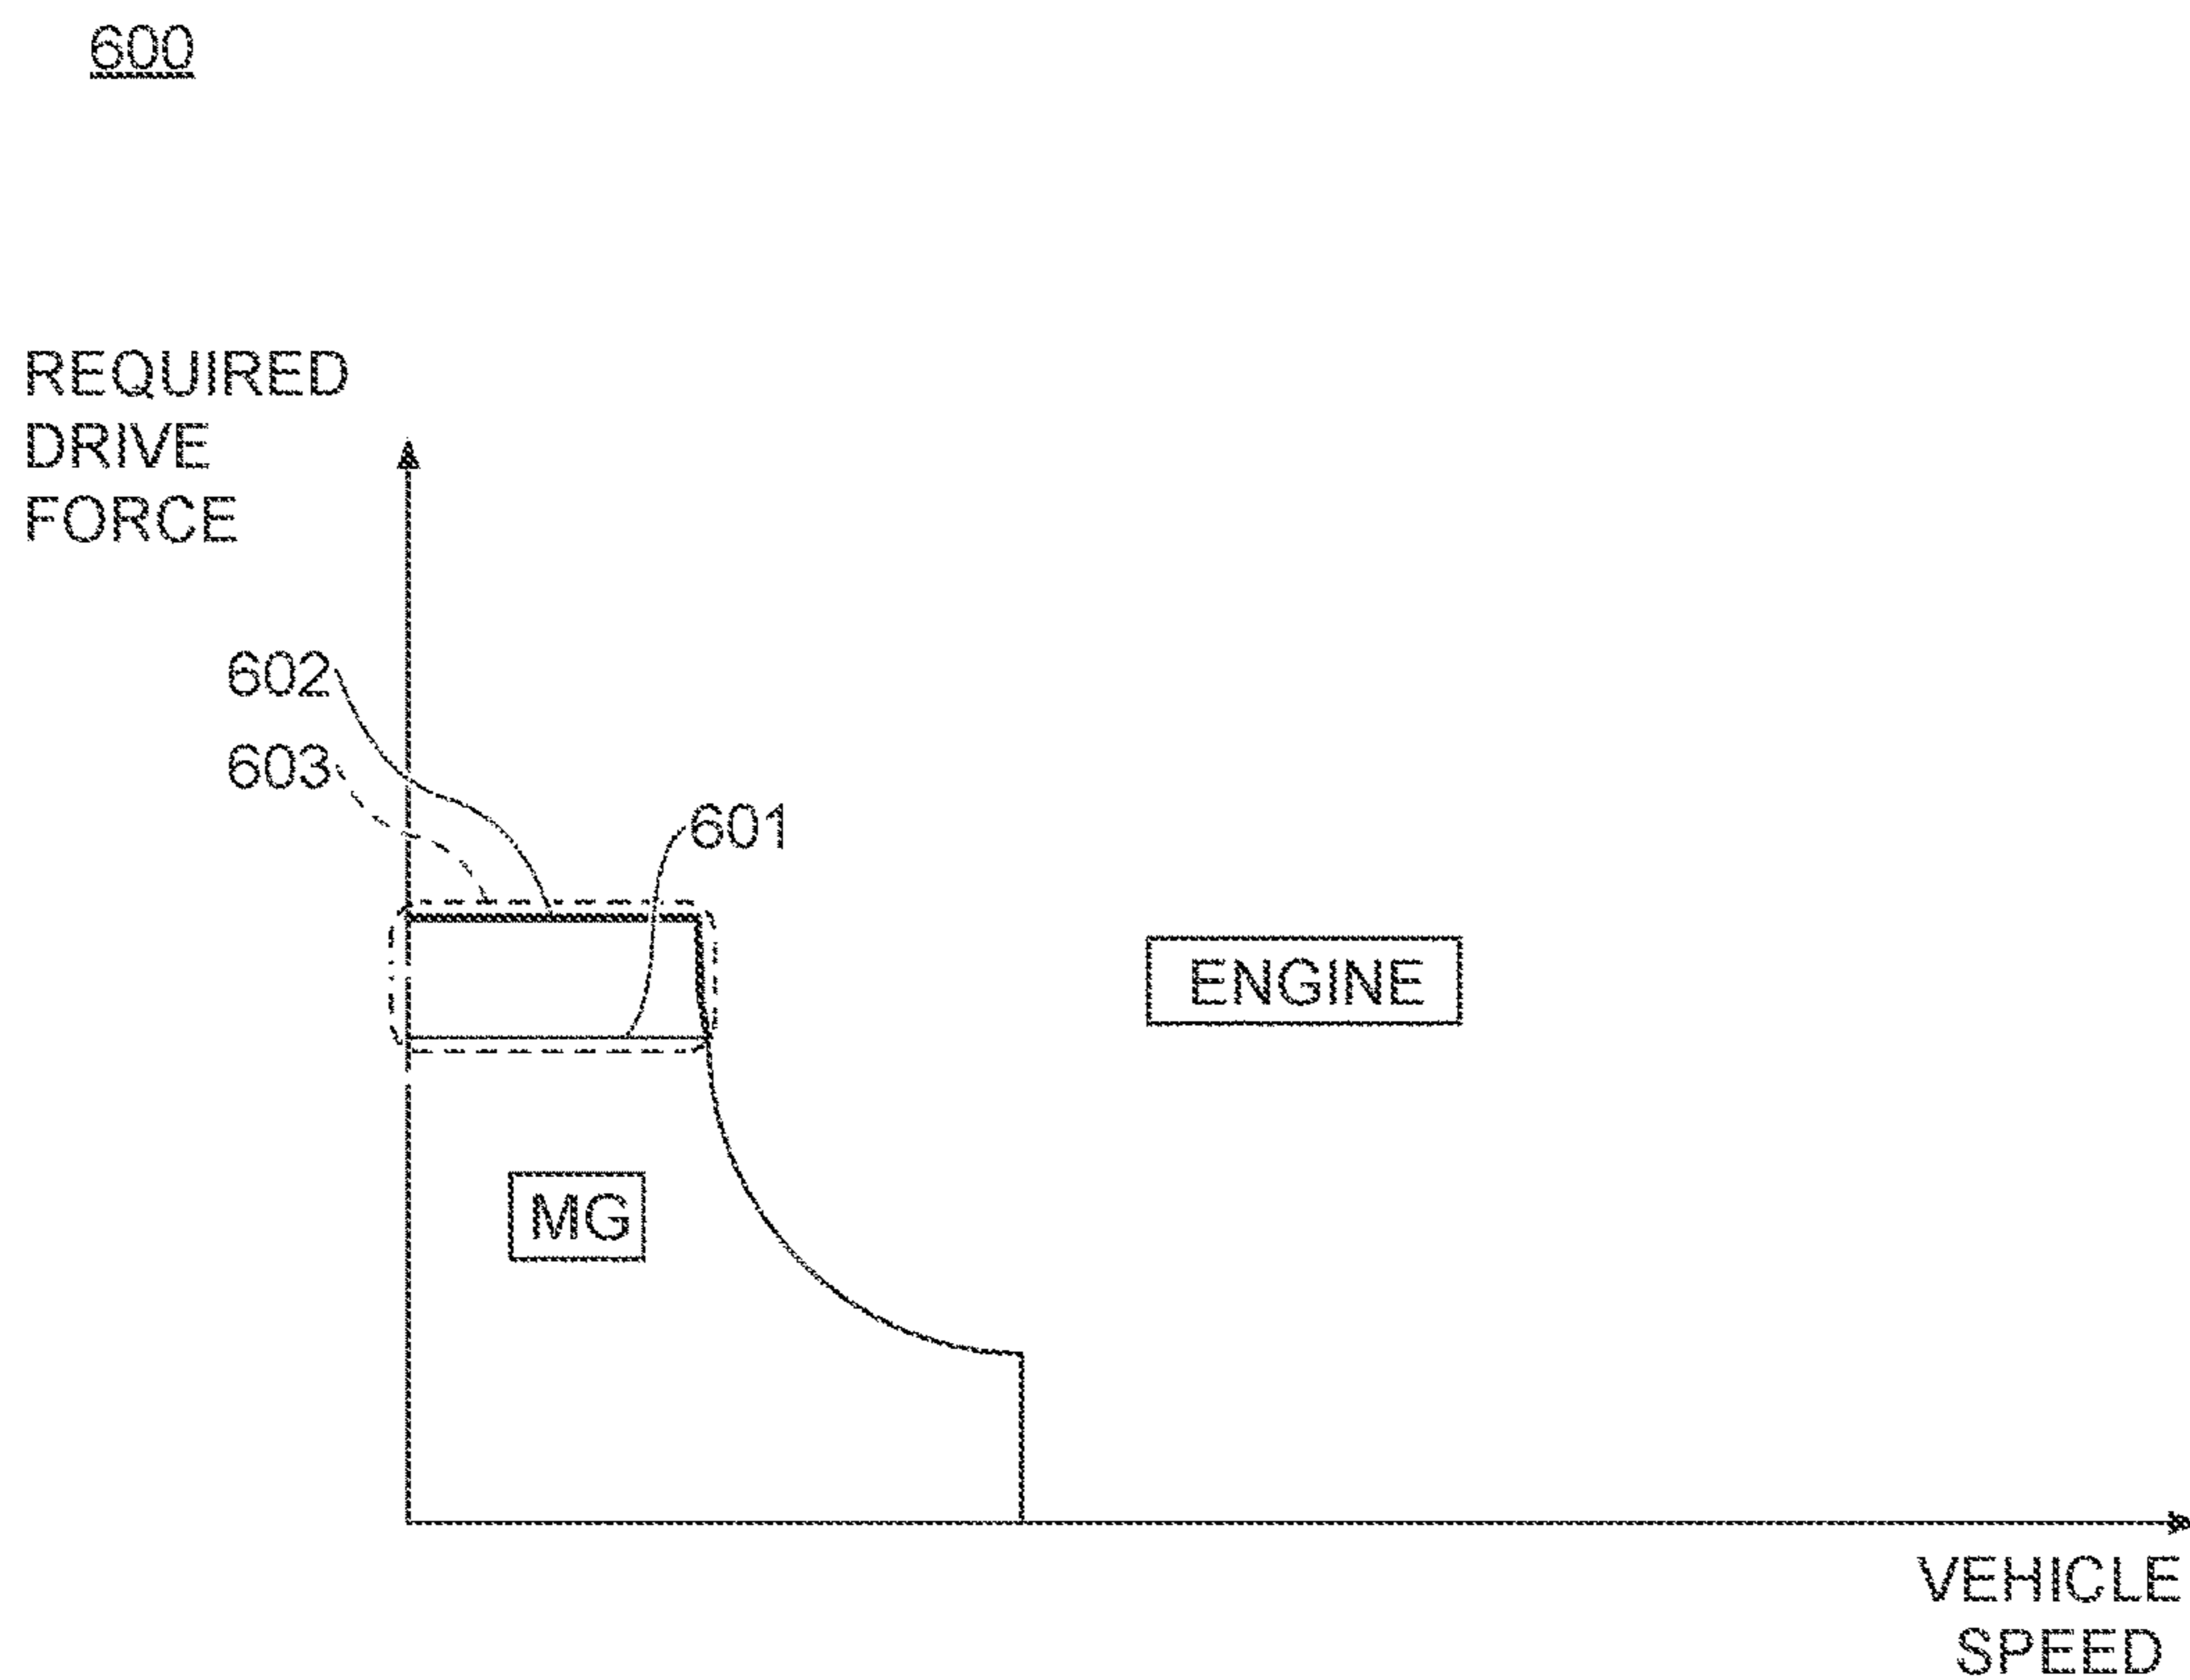 600
REQUIRED
DRIVE
FORCE
602
603
601
ENGINE
MG
VEHICLE
SPEED